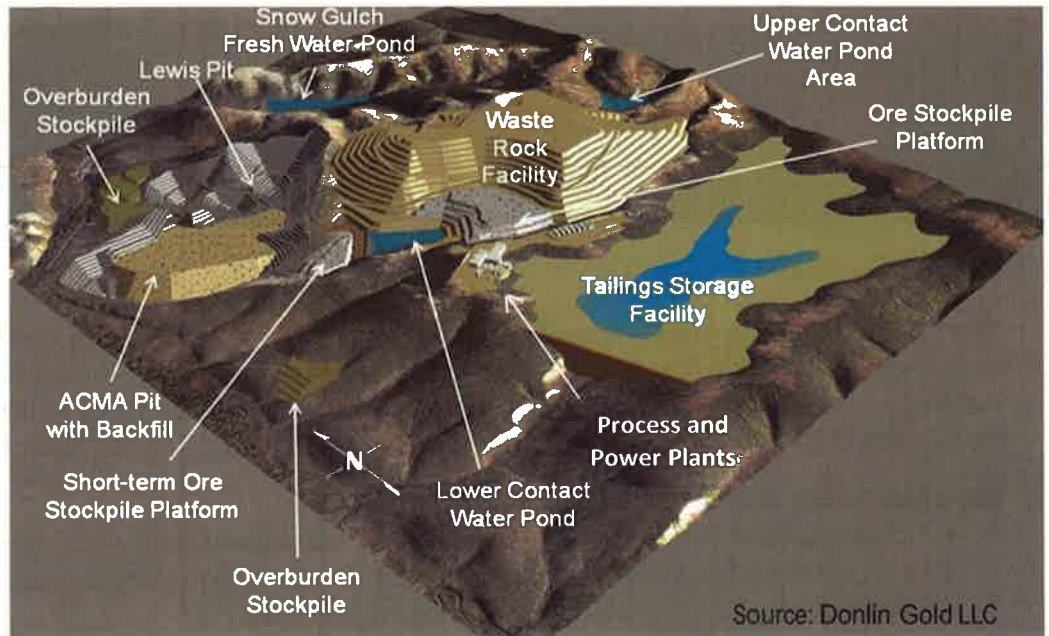 Snow Gulch
Fresh Water Pond
Upper Contact
Water Pond
Area
Lewis Pit
Overburden
Stockpile
Ore Stockpile
Platform
Waste
Rock
Facility
Tailings Storage
Facility
ACMA Pit
with Backfill
Process and
Power Plants
N
Short-term Ore
Stockpile Platform
Lower Contact
Water Pond
Overburden
Stockpile
Source: Donlin Gold LLC